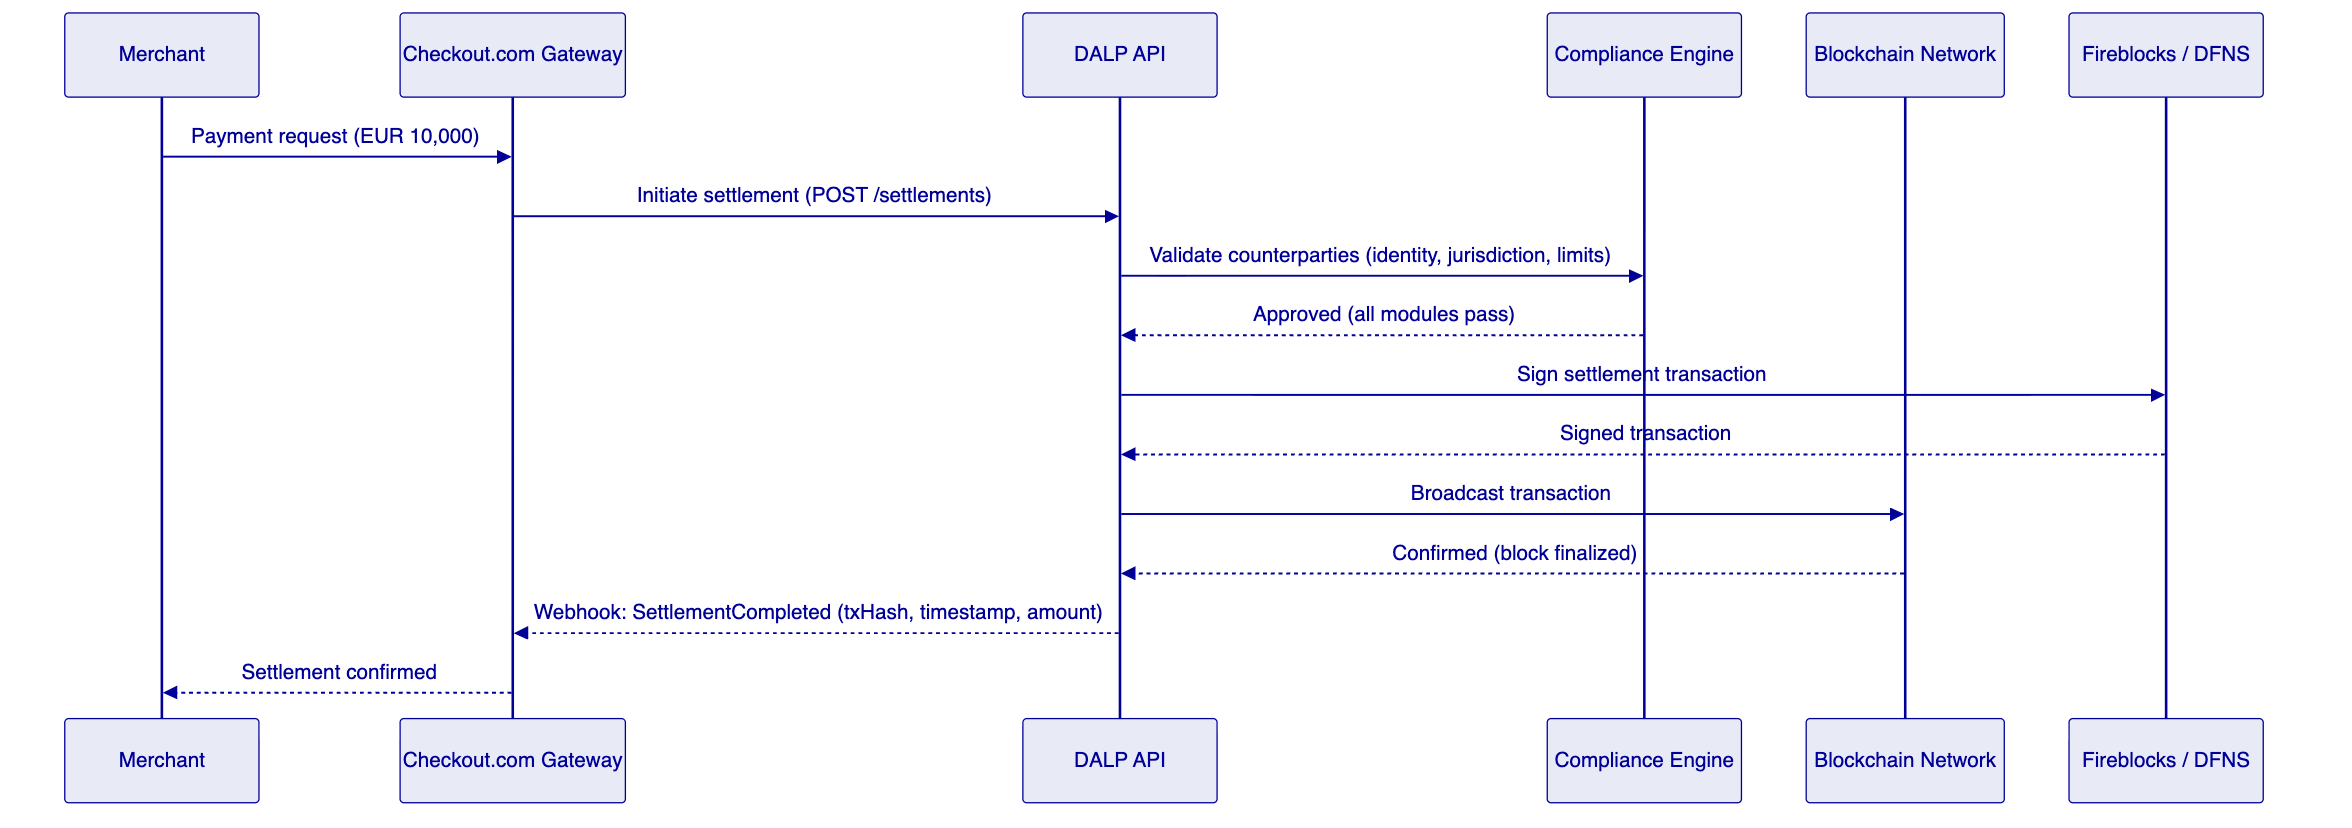 Merchant
Checkout.com Gateway
DALP API
Compliance Engine
Blockchain Network
Fireblocks / DFNS
Payment request (EUR 10,000)
Initiate settlement (POST /settlements)
Validate counterparties (identity, jurisdiction, limits)
Approved (all modules pass)
Sign settlement transaction
Signed transaction
Broadcast transaction
Confirmed (block finalized)
Webhook: SettlementCompleted (txHash, timestamp, amount)
Settlement confirmed
Merchant
Checkout.com Gateway
DALP API
Compliance Engine
Blockchain Network
Fireblocks / DFNS